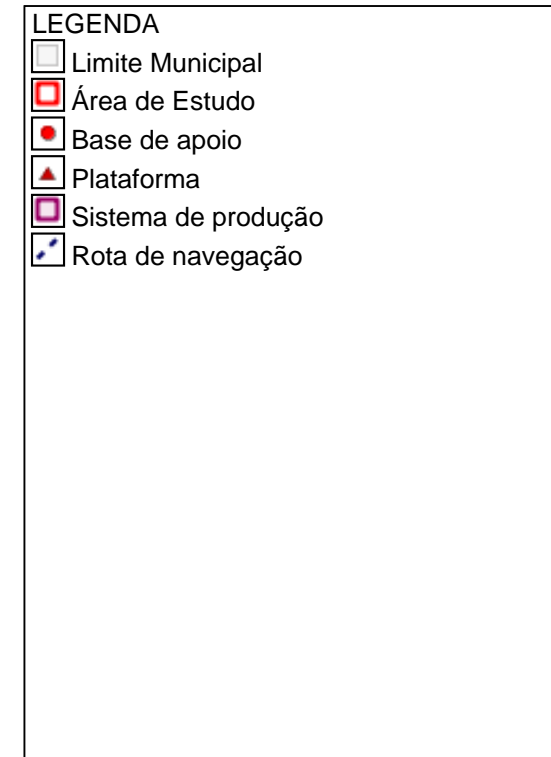 LEGENDA
Limite Municipal
Área de Estudo
Base de apoio
Plataforma
Sistema de produção
Rota de navegação